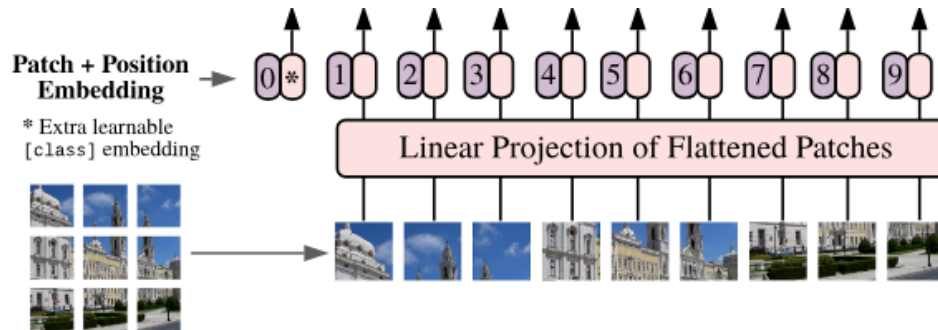 Patch + Position
Embedding
* Extra learnable
[class] embedding
0 * 1 2 3 4 5 6 7 8 9
Linear Projection of Flattened Patches